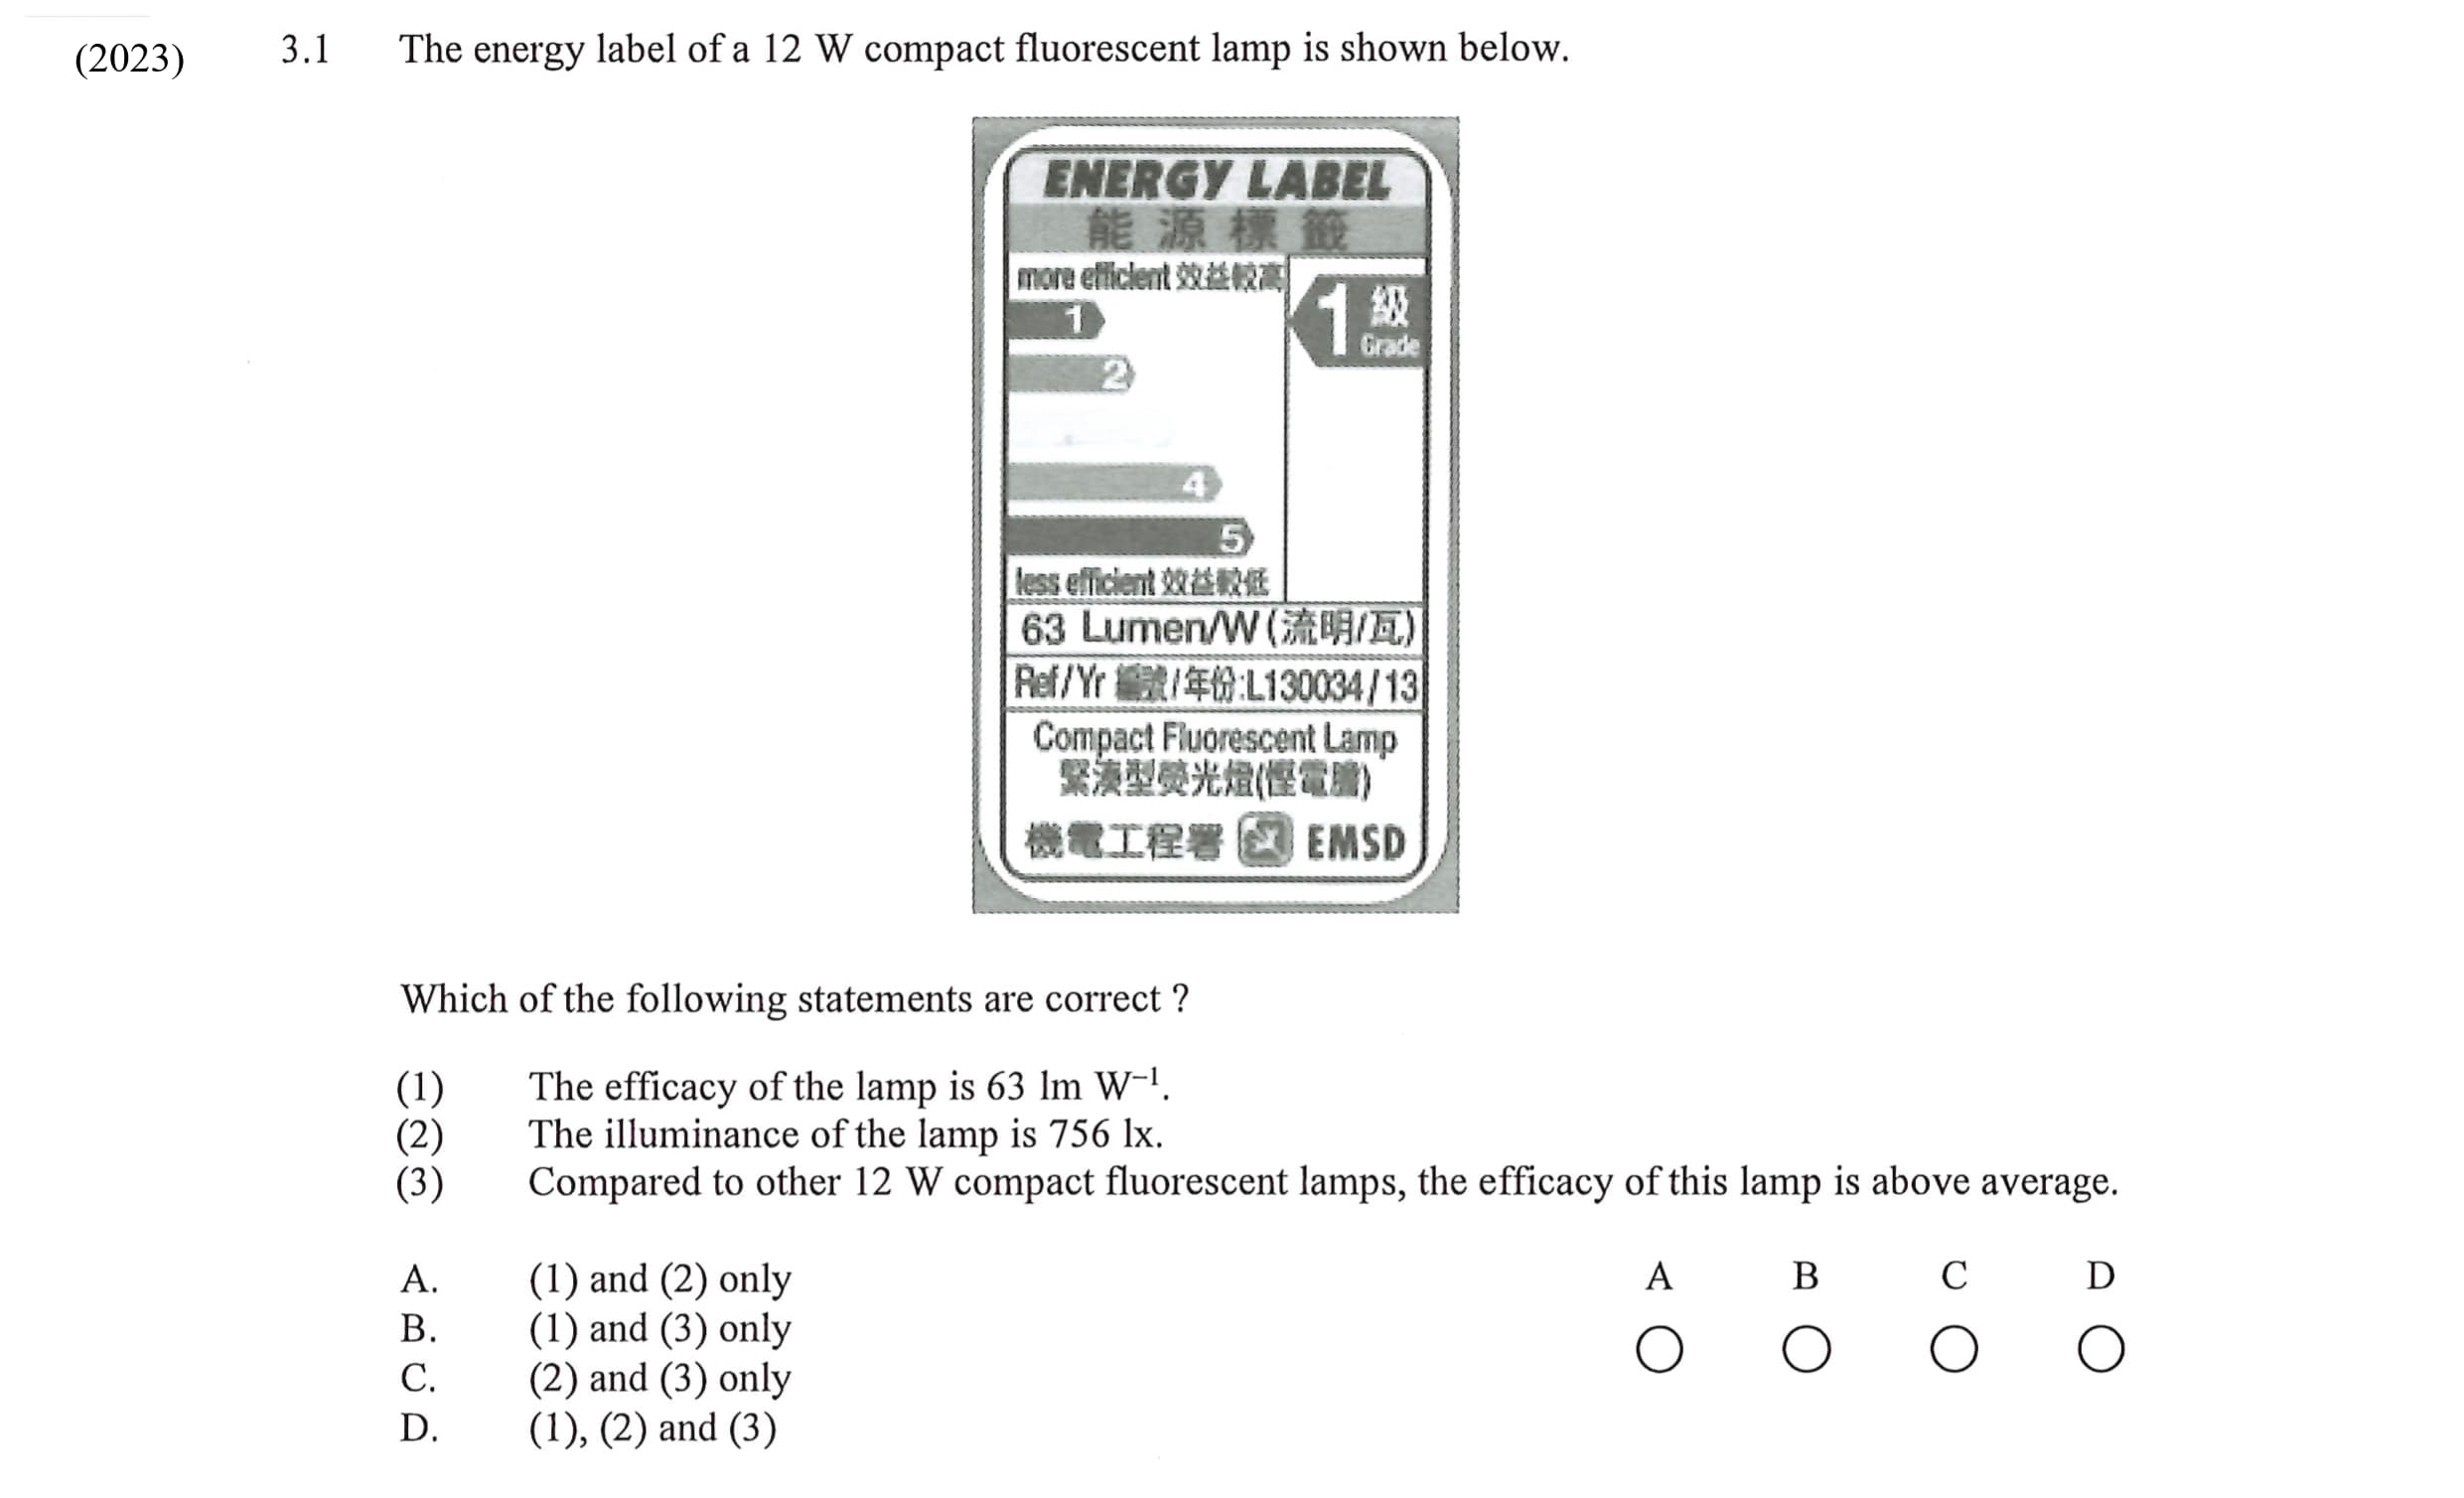 (2023) 3.1 The energy label of a 12 W compact fluorescent lamp is shown below.
ENERGY LABEL
能源標籤
more efficient 效益較高
1
1 級
Grade
2
4
5
less efficient 效益較低
63 Lumen/W (流明/瓦)
Ref/Yr 編號/年份:L130034/13
Compact Fluorescent Lamp
緊湊型熒光燈(慳電膽)
機電工程署 EMSD
Which of the following statements are correct ?
(1) The efficacy of the lamp is 63 lm W⁻¹.
(2) The illuminance of the lamp is 756 lx.
(3) Compared to other 12 W compact fluorescent lamps, the efficacy of this lamp is above average.
A. (1) and (2) only
B. (1) and (3) only
C. (2) and (3) only
D. (1), (2) and (3)
A B C D